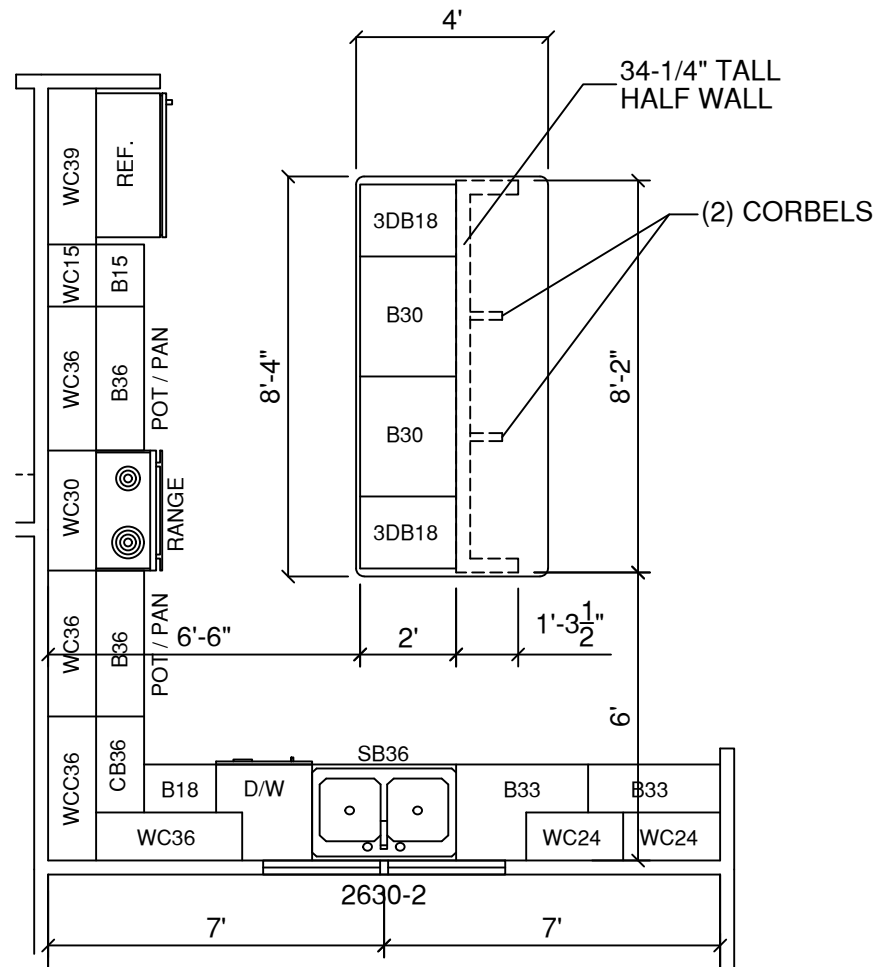 4'
34-1/4" TALL
HALF WALL
WC39
REF.
3DB18
(2) CORBELS
WC15
B15
B30
WC36
B36
POT / PAN
8'-4"
8'-2"
B30
WC30
RANGE
3DB18
WC36
B36
POT / PAN
6'-6"
2'
1'-3 1/2"
6'
WCC36
CB36
SB36
B18
D/W
B33
B33
WC36
WC24
WC24
2630-2
7'
7'